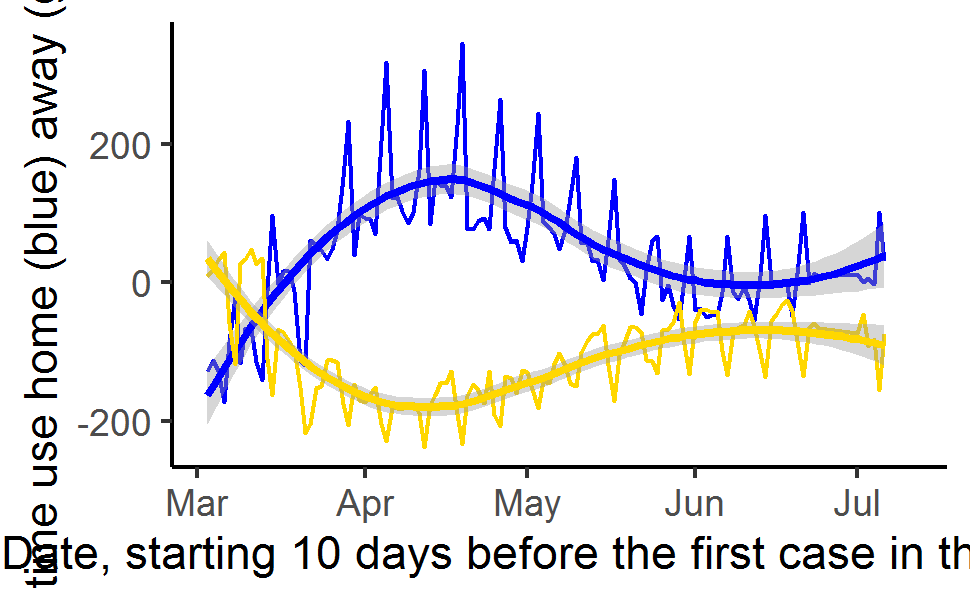 time use home (blue) away (
200
0
-200
Mar Apr May Jun Jul
Date, starting 10 days before the first case in th